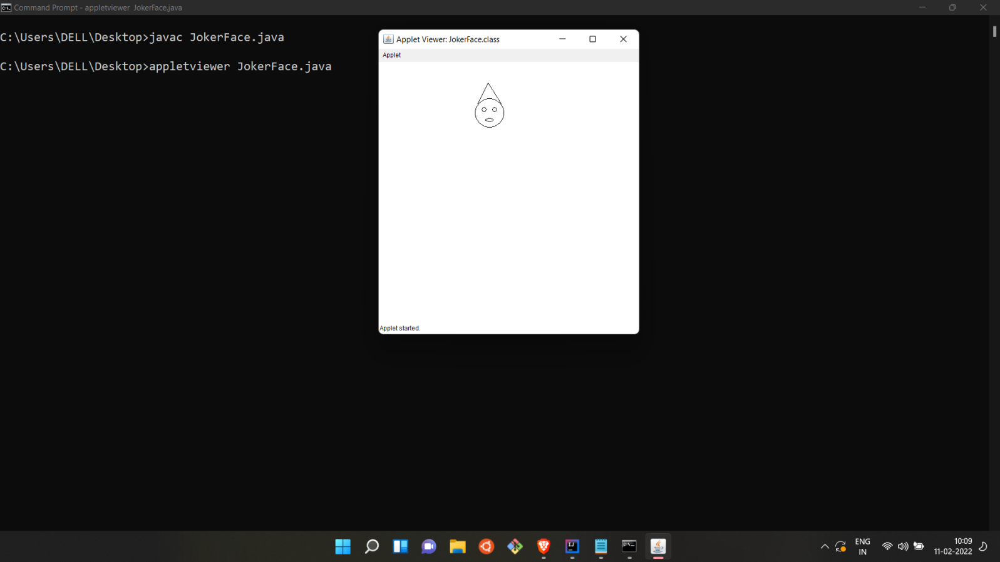 Command Prompt - appletviewer  JokerFace.java
C:\Users\DELL\Desktop>javac JokerFace.java
C:\Users\DELL\Desktop>appletviewer JokerFace.java
Applet Viewer: JokerFace.class
Applet
Applet started.
ENG
IN
10:09
11-02-2022